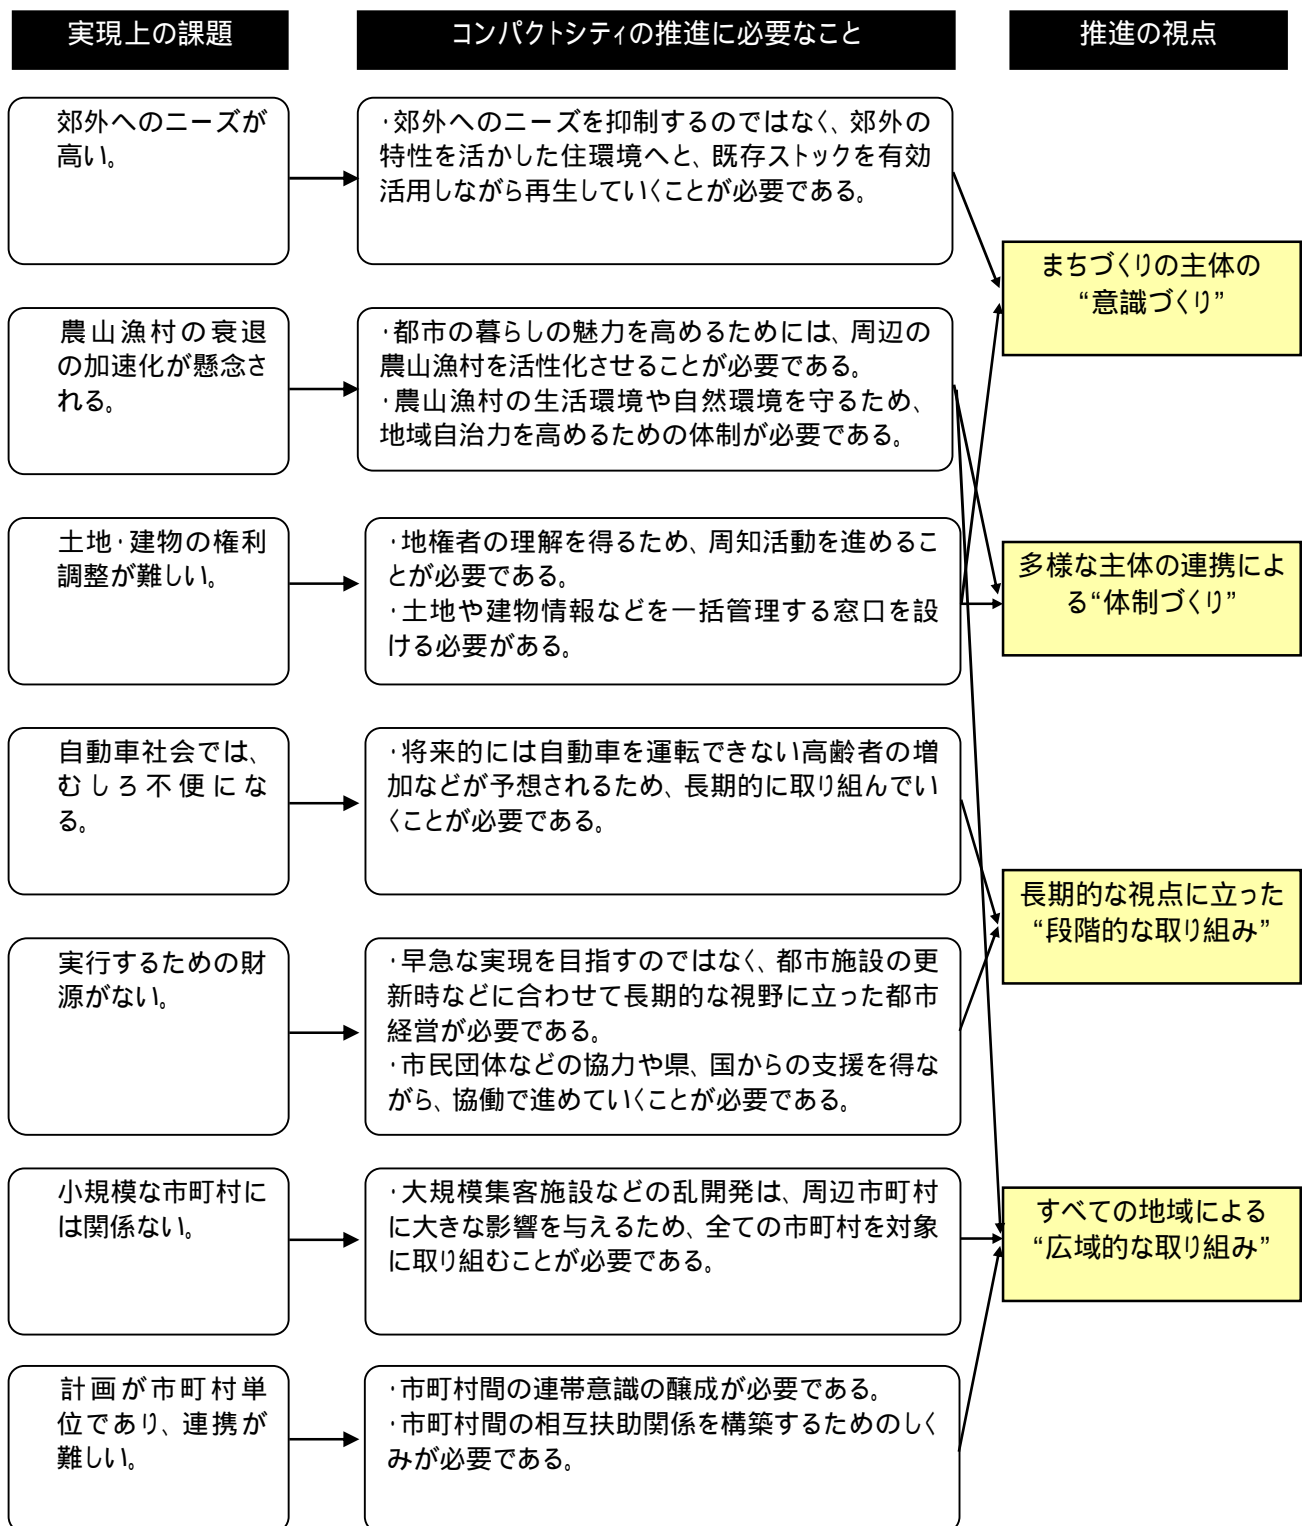 実現上の課題
コンパクトシティの推進に必要なこと
推進の視点
郊外へのニーズが
高い。
・郊外へのニーズを抑制するのではなく、郊外の
特性を活かした住環境へと、既存ストックを有効
活用しながら再生していくことが必要である。
まちづくりの主体の
“意識づくり”
農山漁村の衰退
の加速化が懸念さ
れる。
・都市の暮らしの魅力を高めるためには、周辺の
農山漁村を活性化させることが必要である。
・農山漁村の生活環境や自然環境を守るため、
地域自治力を高めるための体制が必要である。
土地・建物の権利
調整が難しい。
・地権者の理解を得るため、周知活動を進めるこ
とが必要である。
・土地や建物情報などを一括管理する窓口を設
ける必要がある。
多様な主体の連携によ
る“体制づくり”
自動車社会では、
むしろ不便にな
る。
・将来的には自動車を運転できない高齢者の増
加などが予想されるため、長期的に取り組んでい
くことが必要である。
長期的な視点に立った
“段階的な取り組み”
実行するための財
源がない。
・早急な実現を目指すのではなく、都市施設の更
新時などに合わせて長期的な視野に立った都市
経営が必要である。
・市民団体などの協力や県、国からの支援を得な
がら、協働で進めていくことが必要である。
小規模な市町村に
は関係ない。
・大規模集客施設などの乱開発は、周辺市町村
に大きな影響を与えるため、全ての市町村を対象
に取り組むことが必要である。
すべての地域による
“広域的な取り組み”
計画が市町村単
位であり、連携が
難しい。
・市町村間の連帯意識の醸成が必要である。
・市町村間の相互扶助関係を構築するためのしく
みが必要である。